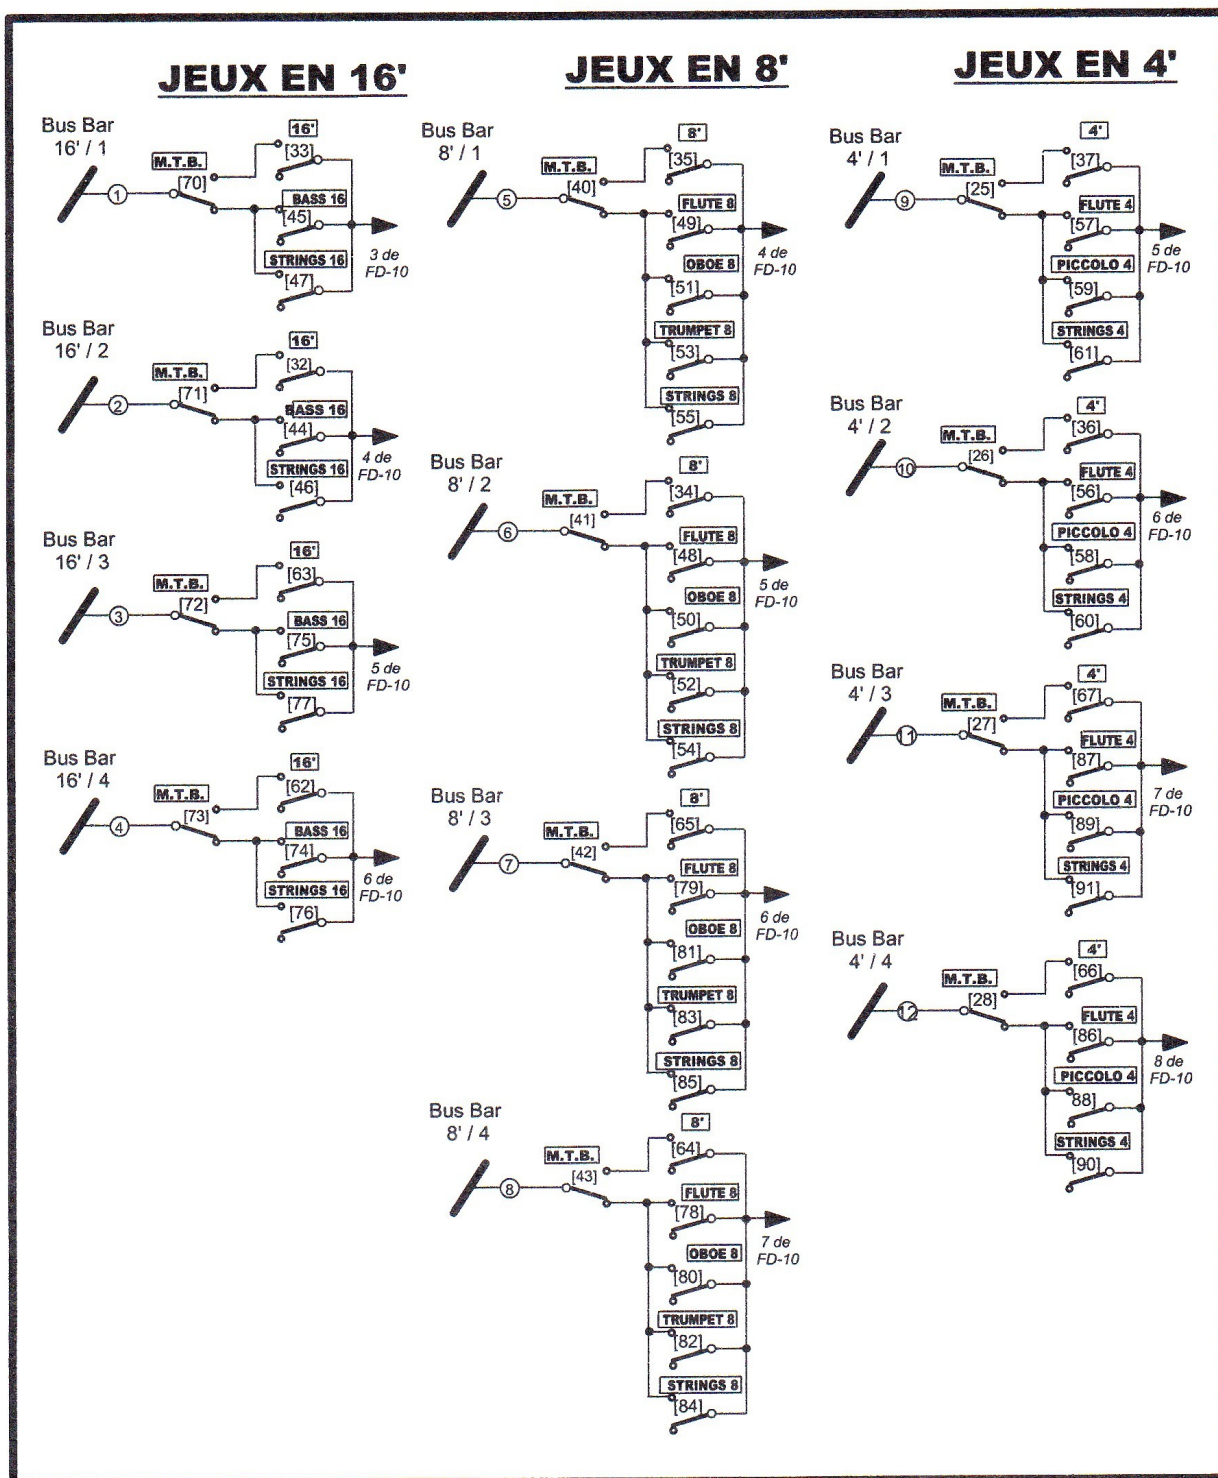 JEUX EN 16'
Bus Bar
16' / 1
1
M.T.B.
[70]
16'
[33]
BASS 16
[45]
STRINGS 16
[47]
3 de
FD-10
Bus Bar
16' / 2
2
M.T.B.
[71]
16'
[32]
BASS 16
[44]
STRINGS 16
[46]
4 de
FD-10
Bus Bar
16' / 3
3
M.T.B.
[72]
16'
[63]
BASS 16
[75]
STRINGS 16
[77]
5 de
FD-10
Bus Bar
16' / 4
4
M.T.B.
[73]
16'
[62]
BASS 16
[74]
STRINGS 16
[76]
6 de
FD-10
JEUX EN 8'
Bus Bar
8' / 1
5
M.T.B.
[40]
8'
[35]
FLUTE 8
[49]
OBOE 8
[51]
TRUMPET 8
[53]
STRINGS 8
[55]
4 de
FD-10
Bus Bar
8' / 2
6
M.T.B.
[41]
8'
[34]
FLUTE 8
[48]
OBOE 8
[50]
TRUMPET 8
[52]
STRINGS 8
[54]
5 de
FD-10
Bus Bar
8' / 3
7
M.T.B.
[42]
8'
[65]
FLUTE 8
[79]
OBOE 8
[81]
TRUMPET 8
[83]
STRINGS 8
[85]
6 de
FD-10
Bus Bar
8' / 4
8
M.T.B.
[43]
8'
[64]
FLUTE 8
[78]
OBOE 8
[80]
TRUMPET 8
[82]
STRINGS 8
[84]
7 de
FD-10
JEUX EN 4'
Bus Bar
4' / 1
9
M.T.B.
[25]
4'
[37]
FLUTE 4
[57]
PICCOLO 4
[59]
STRINGS 4
[61]
5 de
FD-10
Bus Bar
4' / 2
10
M.T.B.
[26]
4'
[36]
FLUTE 4
[56]
PICCOLO 4
[58]
STRINGS 4
[60]
6 de
FD-10
Bus Bar
4' / 3
11
M.T.B.
[27]
4'
[67]
FLUTE 4
[87]
PICCOLO 4
[89]
STRINGS 4
[91]
7 de
FD-10
Bus Bar
4' / 4
12
M.T.B.
[28]
4'
[66]
FLUTE 4
[86]
PICCOLO 4
88]
STRINGS 4
[90]
8 de
FD-10